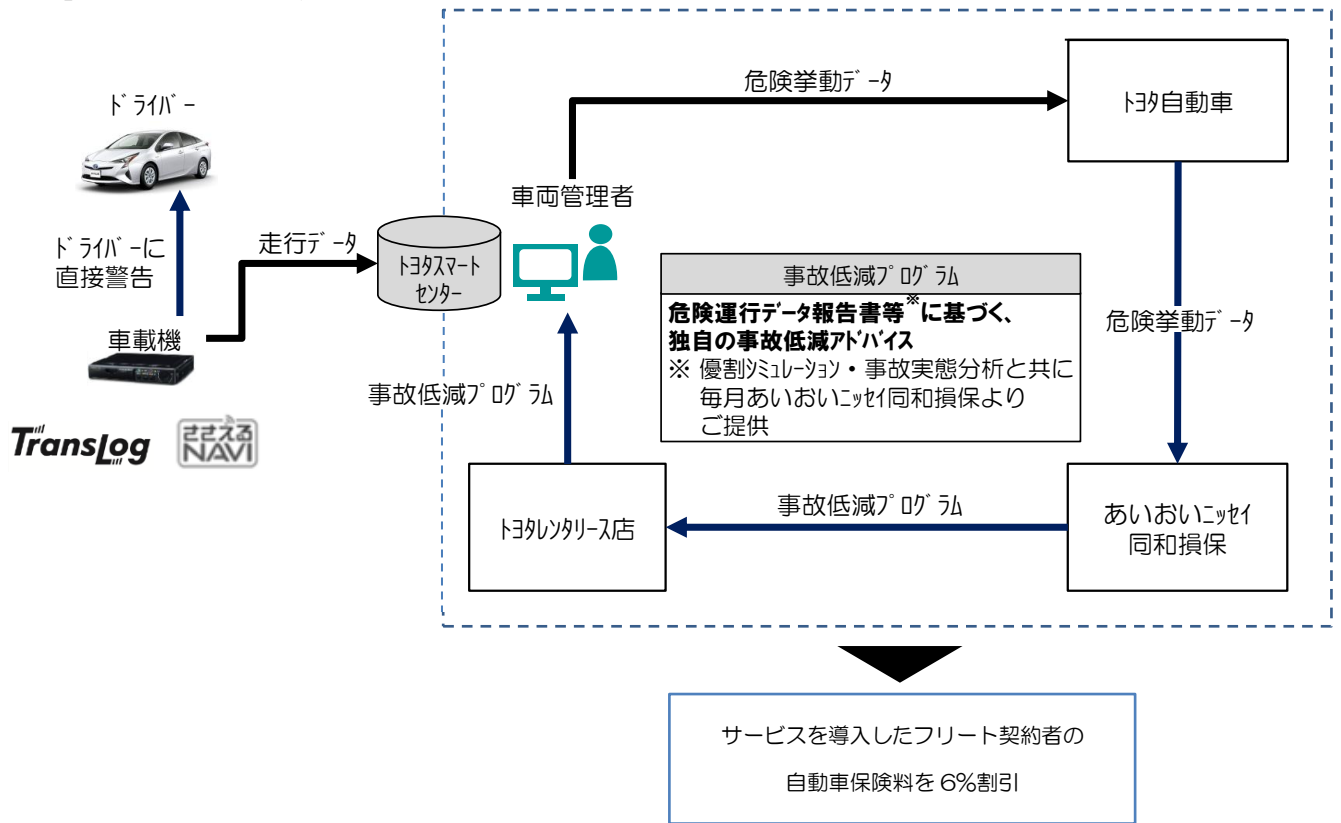 危険挙動ﾃﾞｰﾀ
ﾄﾖﾀ自動車
ﾄﾞﾗｲﾊﾞｰ
車両管理者
走行ﾃﾞｰﾀ
ﾄﾞﾗｲﾊﾞｰに
直接警告
ﾄﾖﾀｽﾏｰﾄ
ｾﾝﾀｰ
事故低減ﾌﾟﾛｸﾞﾗﾑ
危険運行ﾃﾞｰﾀ報告書等※に基づく、
独自の事故低減ｱﾄﾞﾊﾞｲｽ
※ 優割ｼﾐｭﾚｰｼｮﾝ・事故実態分析と共に
毎月あいおいﾆｯｾｲ同和損保より
ご提供
危険挙動ﾃﾞｰﾀ
車載機
事故低減ﾌﾟﾛｸﾞﾗﾑ
TransLog
ささえる
NAVI
ﾄﾖﾀﾚﾝﾀﾘｰｽ店
事故低減ﾌﾟﾛｸﾞﾗﾑ
あいおいﾆｯｾｲ
同和損保
サービスを導入したフリート契約者の
自動車保険料を 6%割引